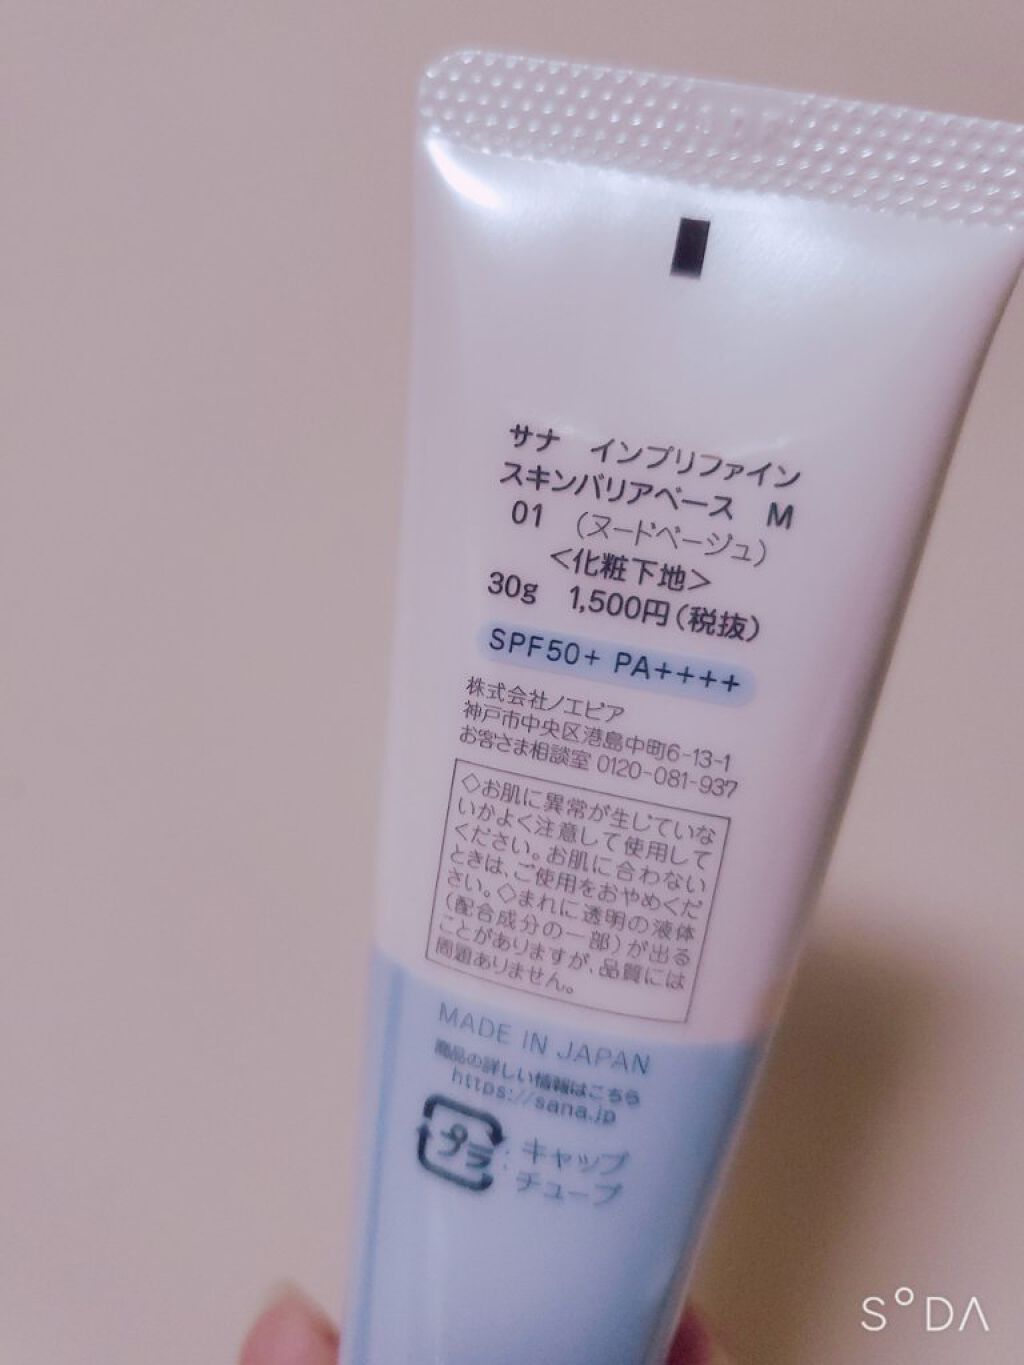 サナ インプリファイン
スキンバリアベース M
01 (ヌードベージュ)
<化粧下地>
30g 1,500円(税抜)
SPF50+ PA++++
株式会社ノエビア
神戸市中央区港島中町6-13-1
お客さま相談室 0120-081-937
◇お肌に異常が生じていな
いかよく注意して使用して
ください。お肌に合わない
ときは、ご使用をおやめくだ
さい。◇まれに透明の液体
(配合成分の一部)が出る
ことがありますが、品質には
問題ありません。
MADE IN JAPAN
商品の詳しい情報はこちら
https://sana.jp
プラ : キャップ
チューブ
S°DA